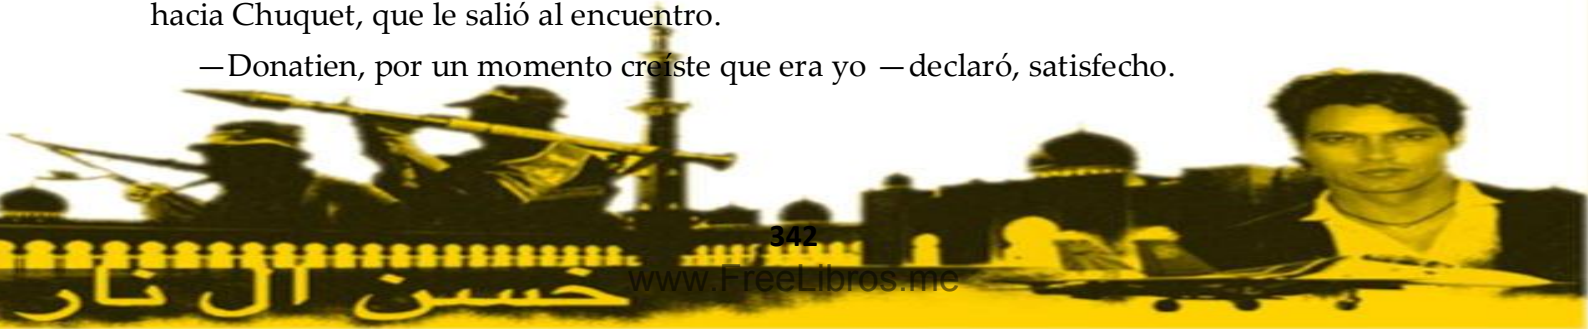 hacia Chuquet, que le salió al encuentro.
—Donatien, por un momento creíste que era yo —declaró, satisfecho.
342
www.FreeLibros.me
حسن ال نار